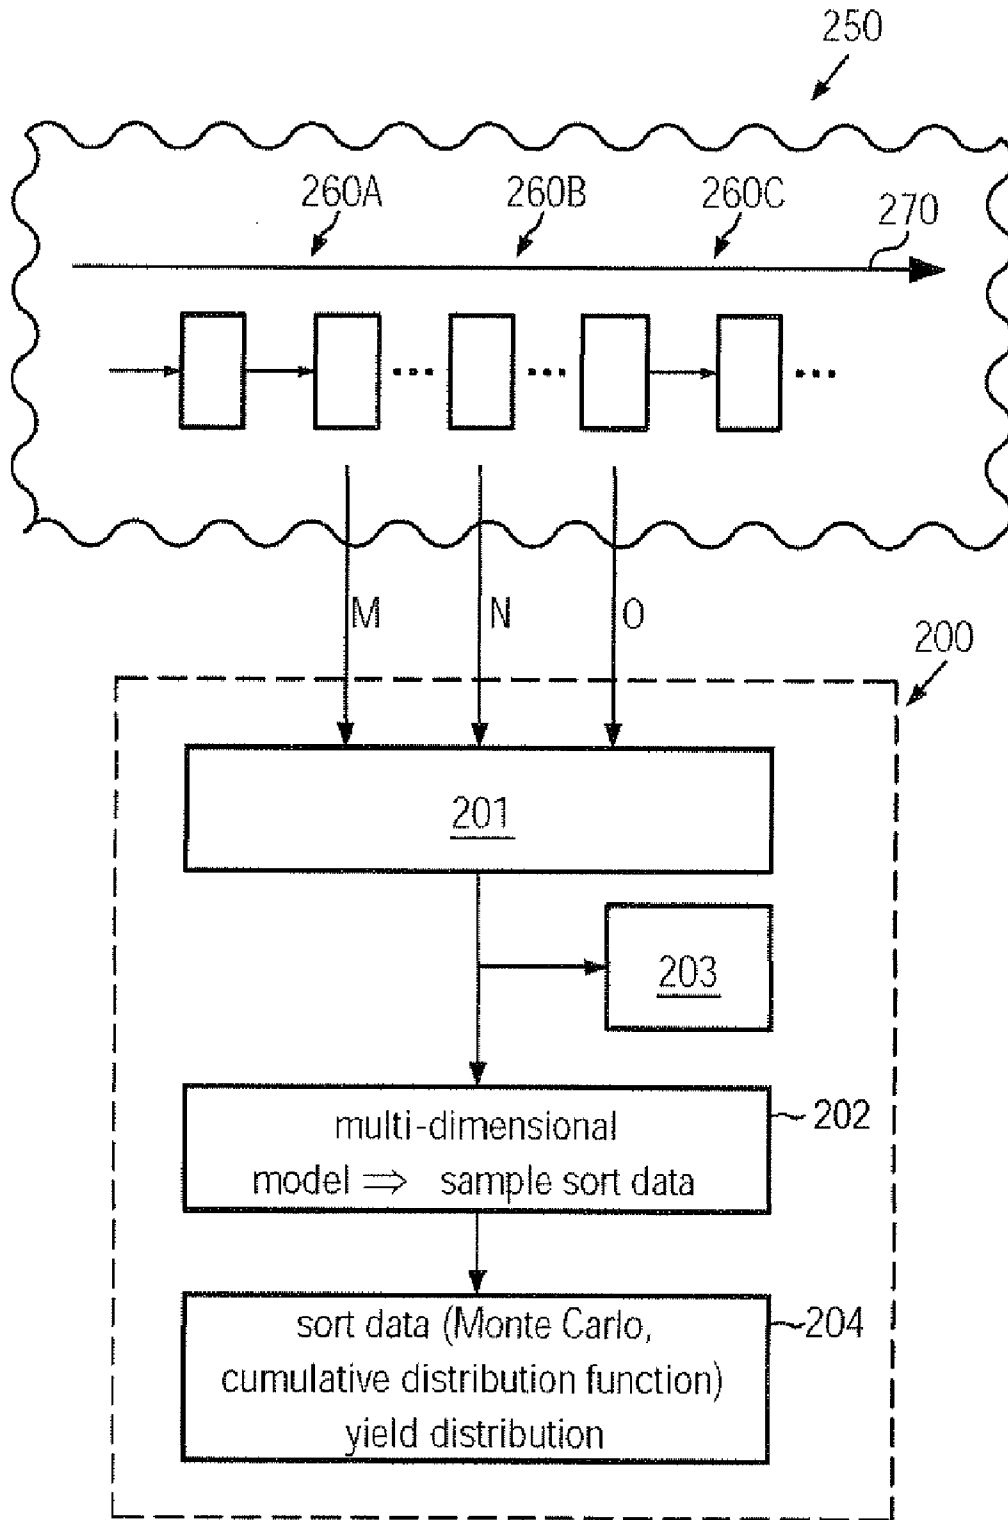 250
260A 260B 260C 270
... ... ...
M N O
200
201
203
multi-dimensional
model ⇒ sample sort data
202
sort data (Monte Carlo,
cumulative distribution function)
yield distribution
204